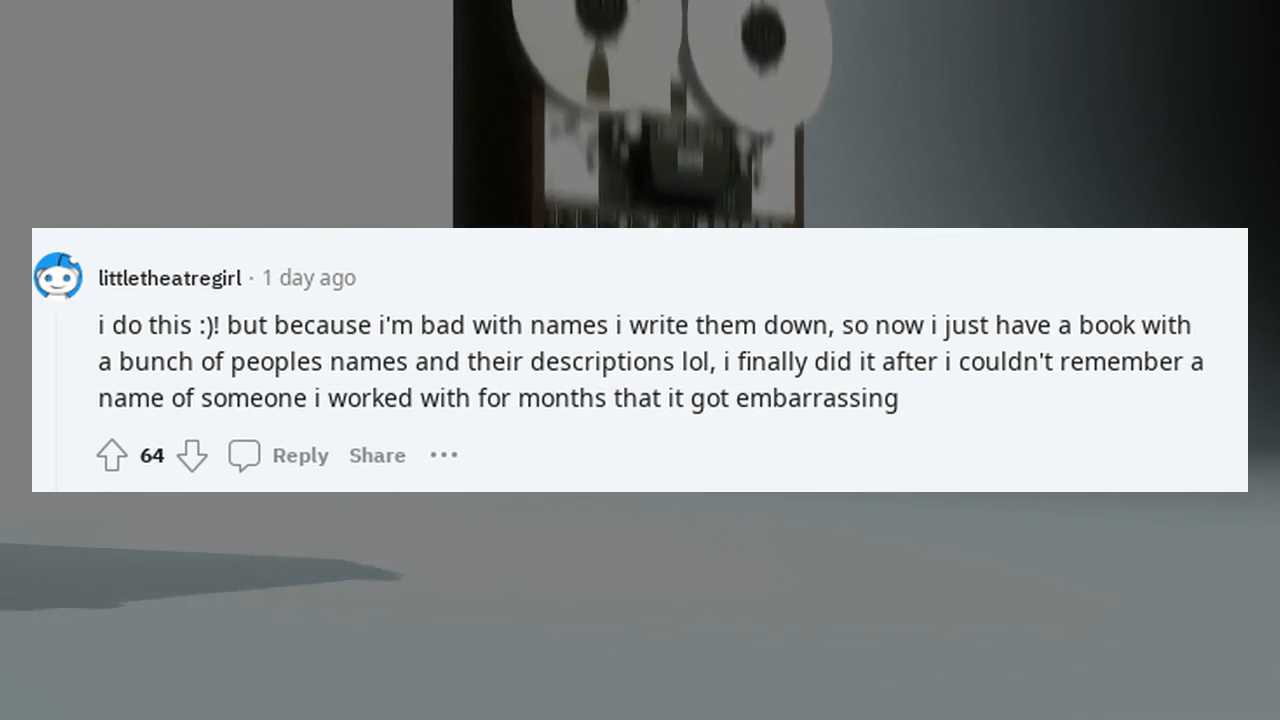 littletheatregirl · 1 day ago
i do this :)! but because i'm bad with names i write them down, so now i just have a book with
a bunch of peoples names and their descriptions lol, i finally did it after i couldn't remember a
name of someone i worked with for months that it got embarrassing
64 Reply Share •••